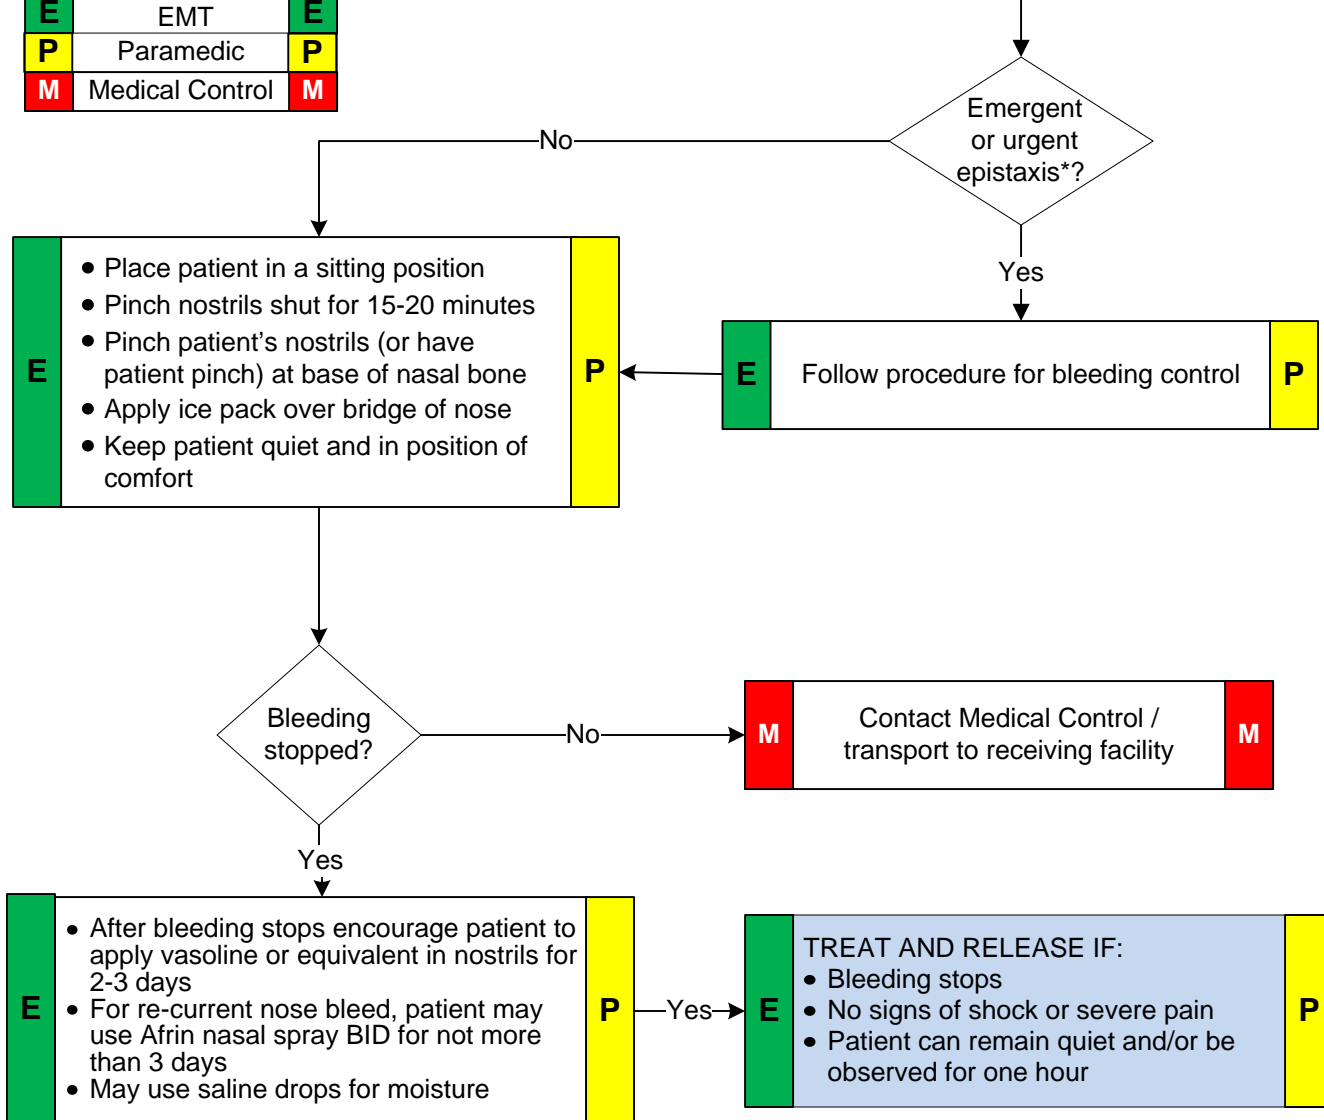 E EMT E
P Paramedic P
M Medical Control M
Emergent
or urgent
epistaxis*?
No
Yes
E
• Place patient in a sitting position
• Pinch nostrils shut for 15-20 minutes
• Pinch patient’s nostrils (or have
patient pinch) at base of nasal bone
• Apply ice pack over bridge of nose
• Keep patient quiet and in position of
comfort
P
E Follow procedure for bleeding control P
Bleeding
stopped?
No
M
Contact Medical Control /
transport to receiving facility
M
Yes
E
• After bleeding stops encourage patient to
apply vasoline or equivalent in nostrils for
2-3 days
• For re-current nose bleed, patient may
use Afrin nasal spray BID for not more
than 3 days
• May use saline drops for moisture
P
Yes
E
TREAT AND RELEASE IF:
• Bleeding stops
• No signs of shock or severe pain
• Patient can remain quiet and/or be
observed for one hour
P